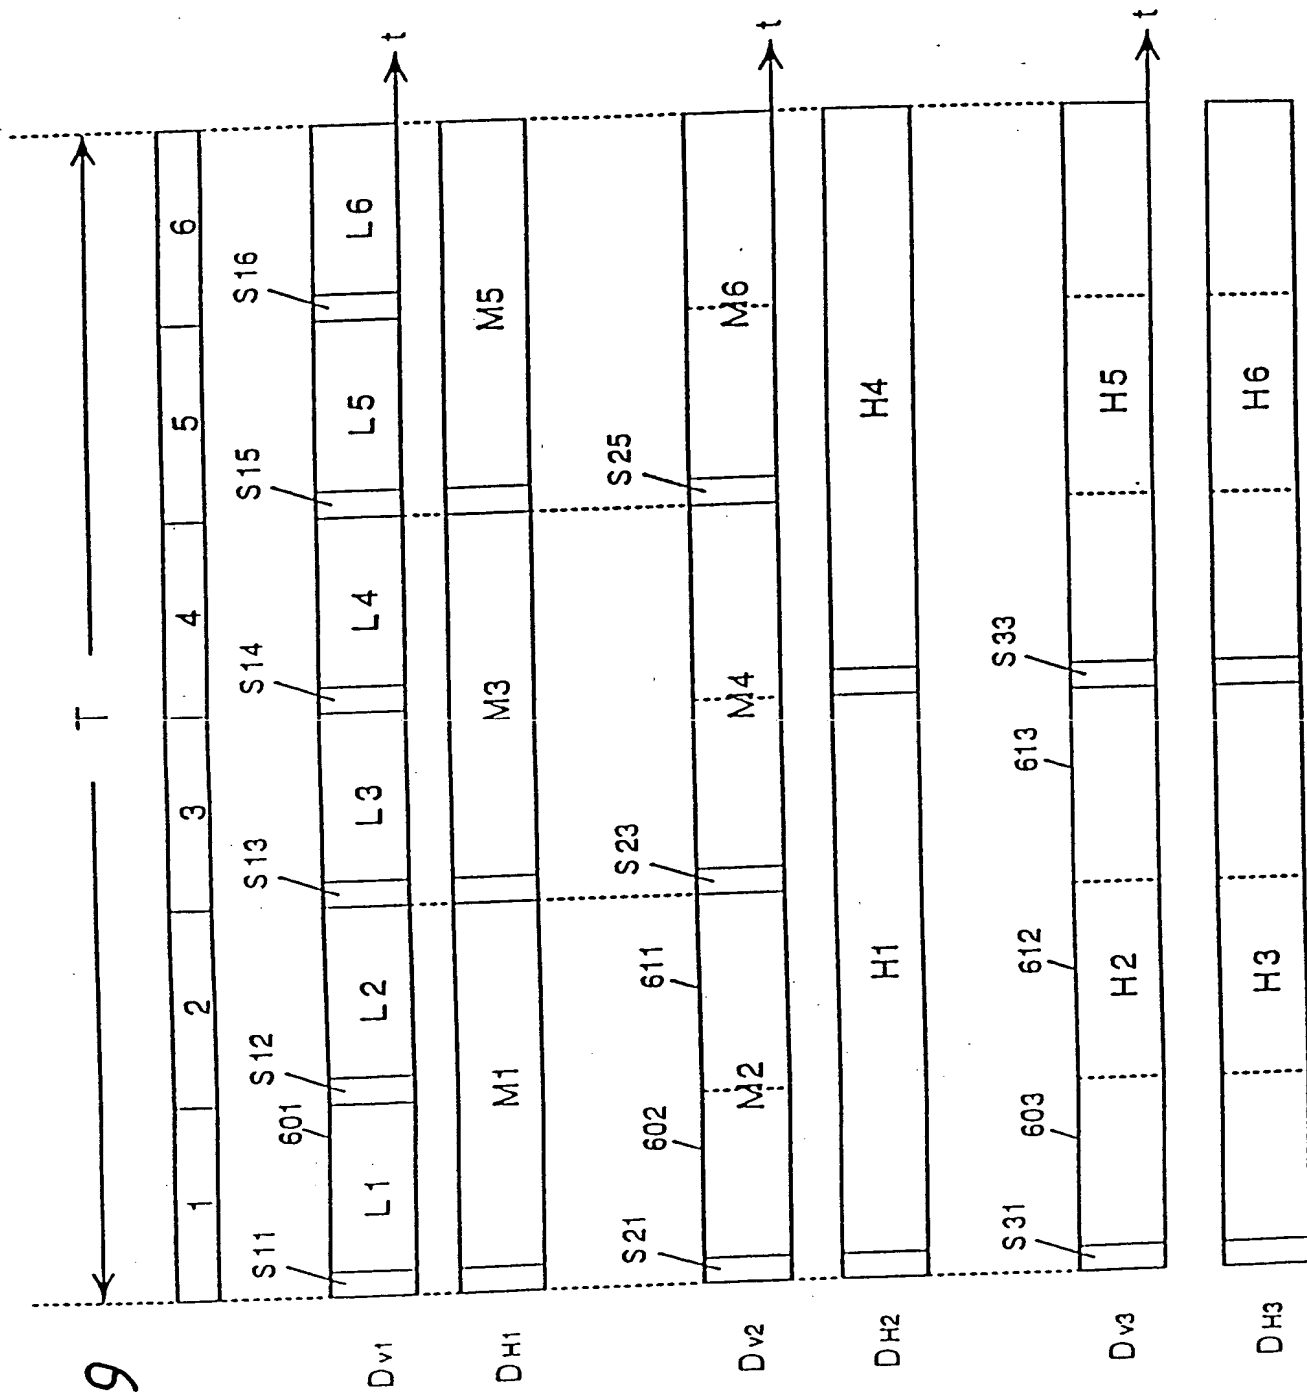 9
T
1 2 3 4 5 6
S11 601 S12 S13 S14 S15 S16
Dv1 L1 L2 L3 L4 L5 L6 t
DH1 M1 M3 M5
S21 602 611 S23 S25
Dv2 M2 M4 M6 t
DH2 H1 H4
S31 603 612 613 S33
Dv3 H2 H5 t
DH3 H3 H6